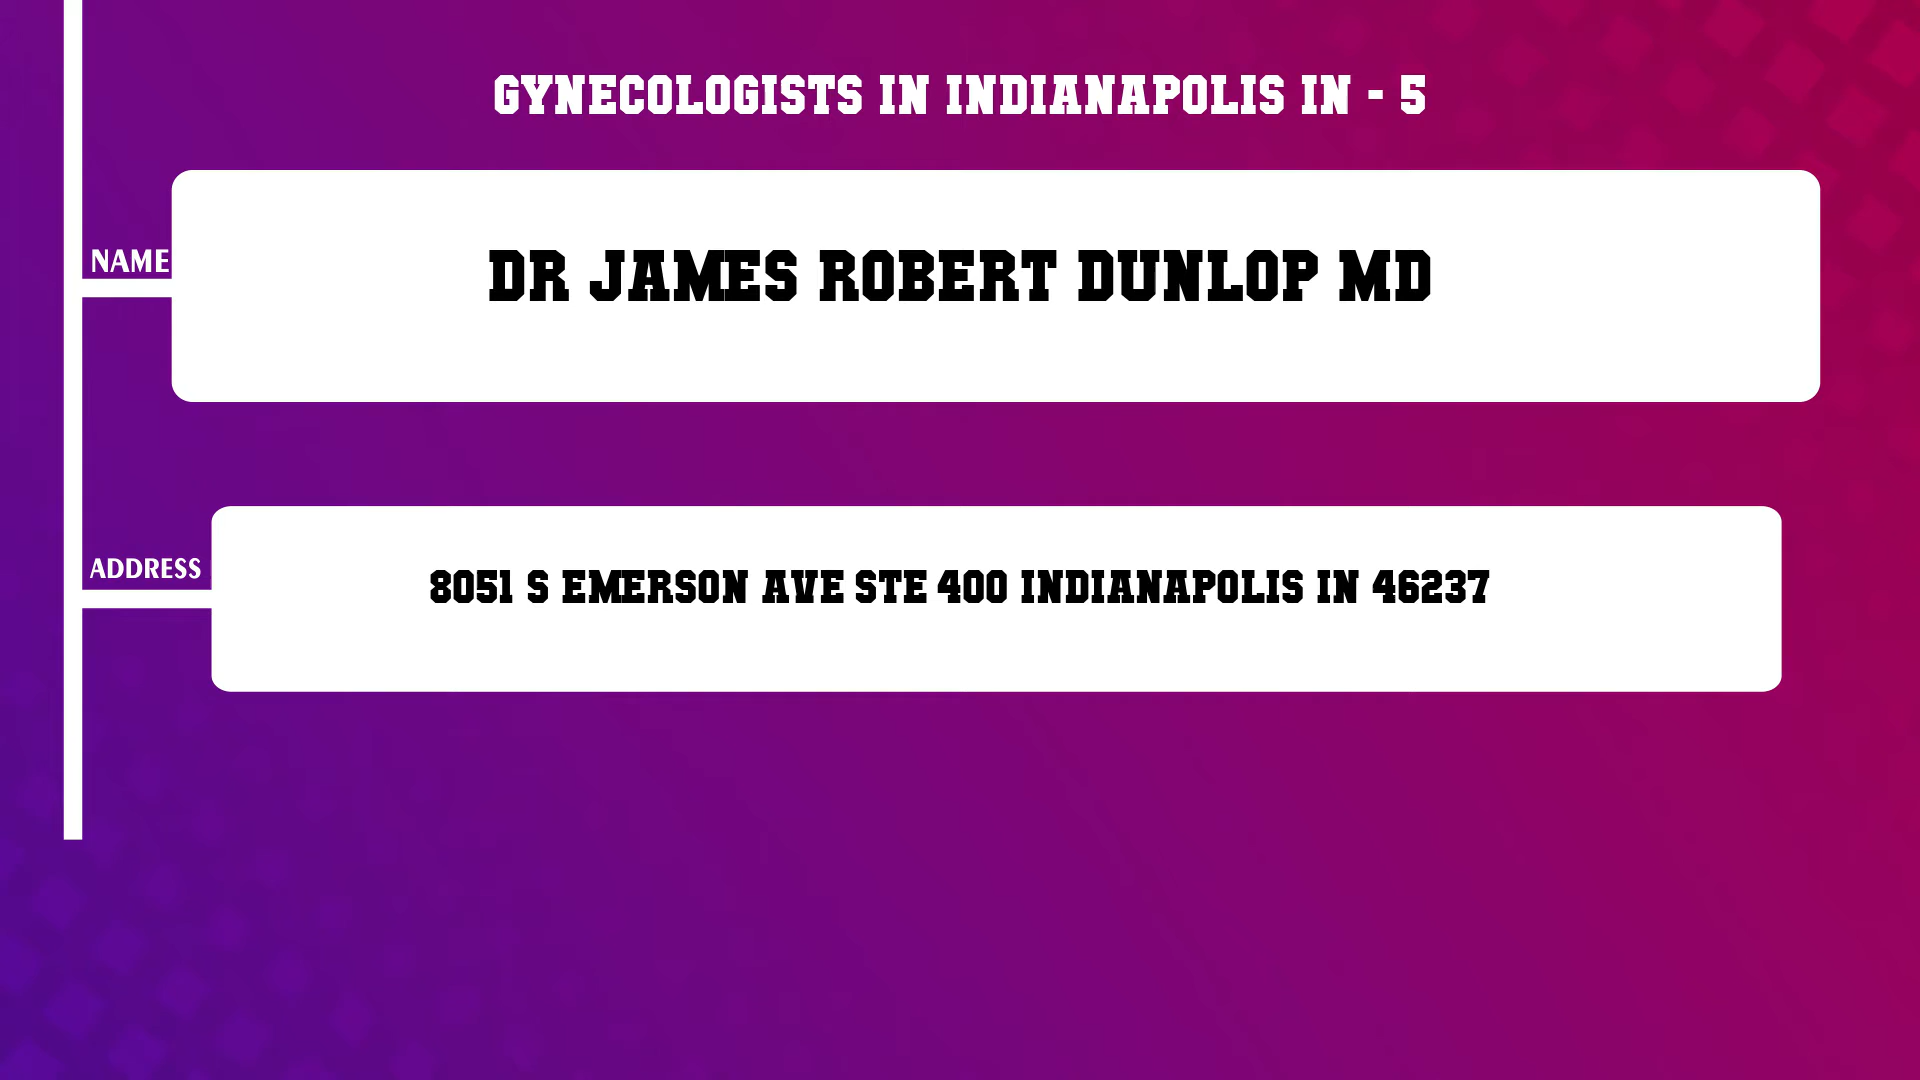 GYNECOLOGISTS IN INDIANAPOLIS IN - 5
NAME
DR JAMES ROBERT DUNLOP MD
ADDRESS
8051 S EMERSON AVE STE 400 INDIANAPOLIS IN 46237